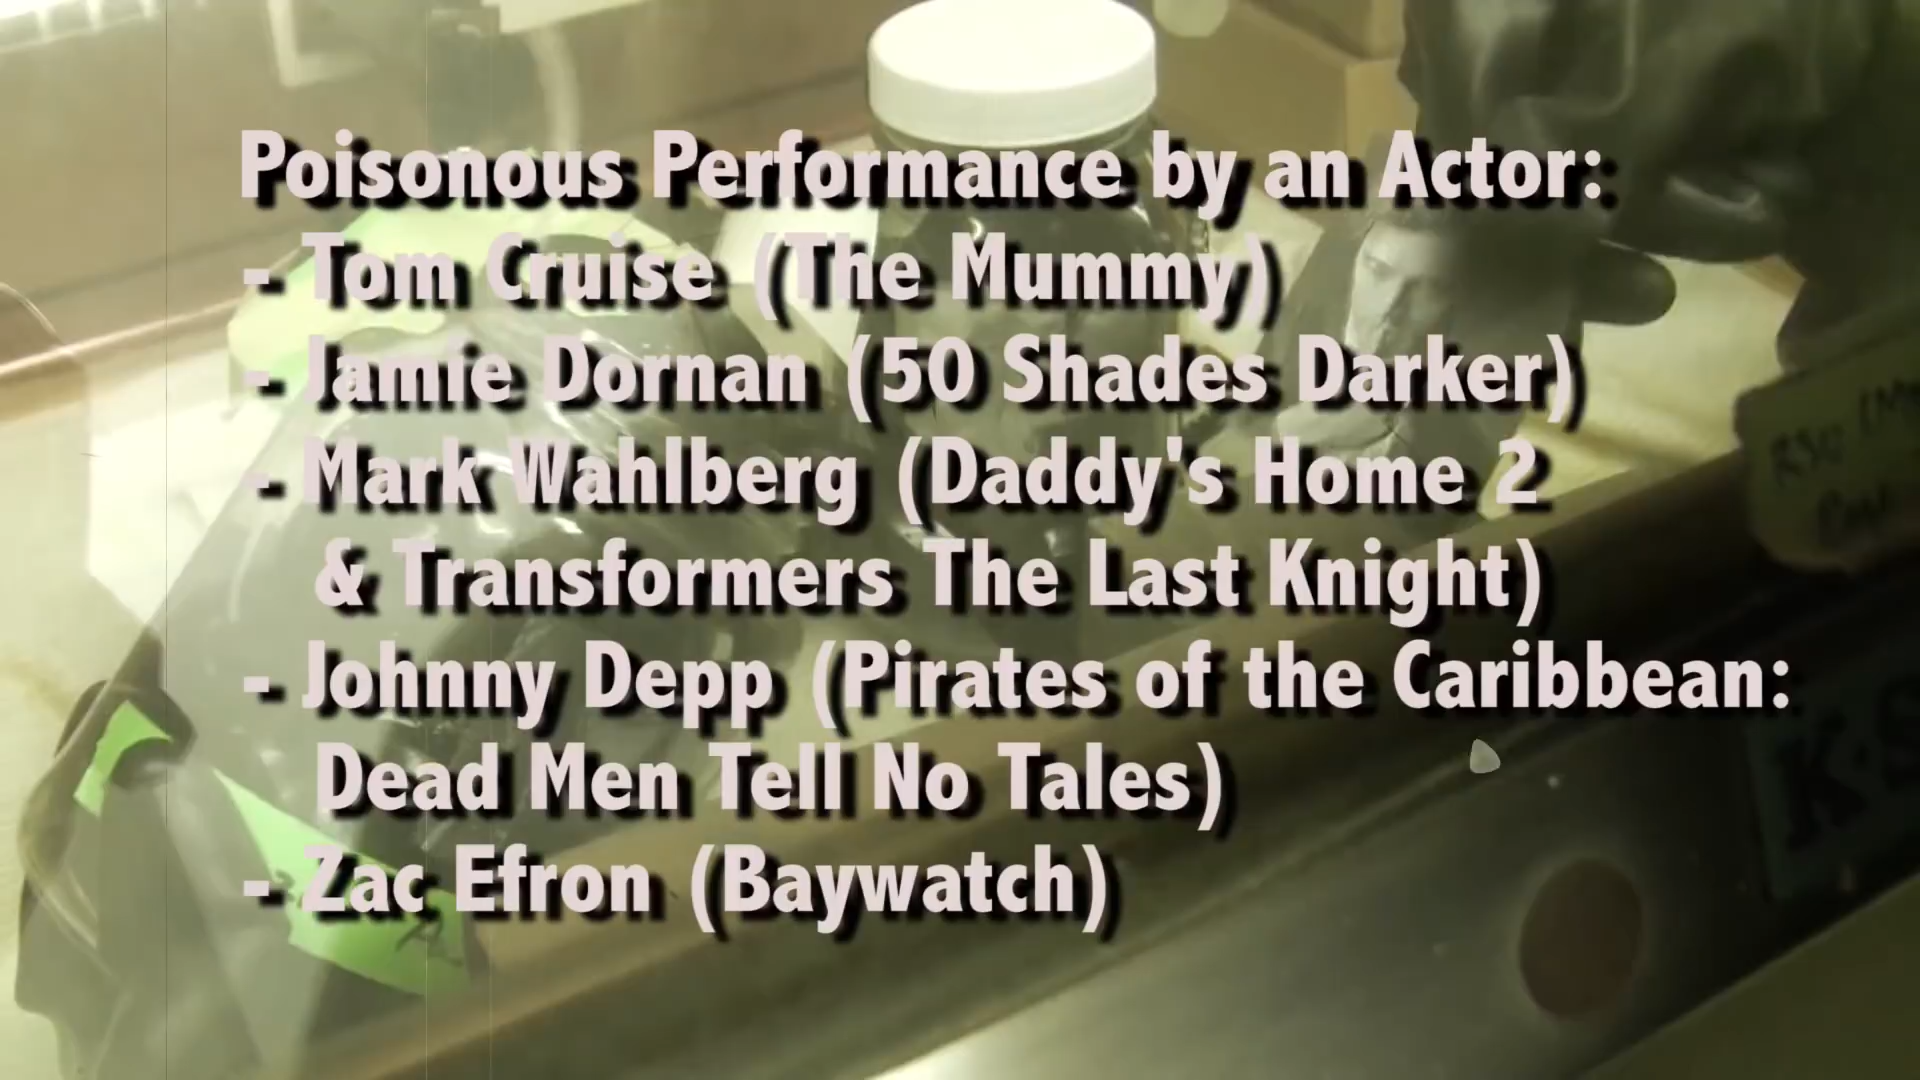 Poisonous Performance by an Actor:
- Tom Cruise (The Mummy)
- Jamie Dornan (50 Shades Darker)
- Mark Wahlberg (Daddy's Home 2
& Transformers The Last Knight)
- Johnny Depp (Pirates of the Caribbean:
Dead Men Tell No Tales)
- Zac Efron (Baywatch)